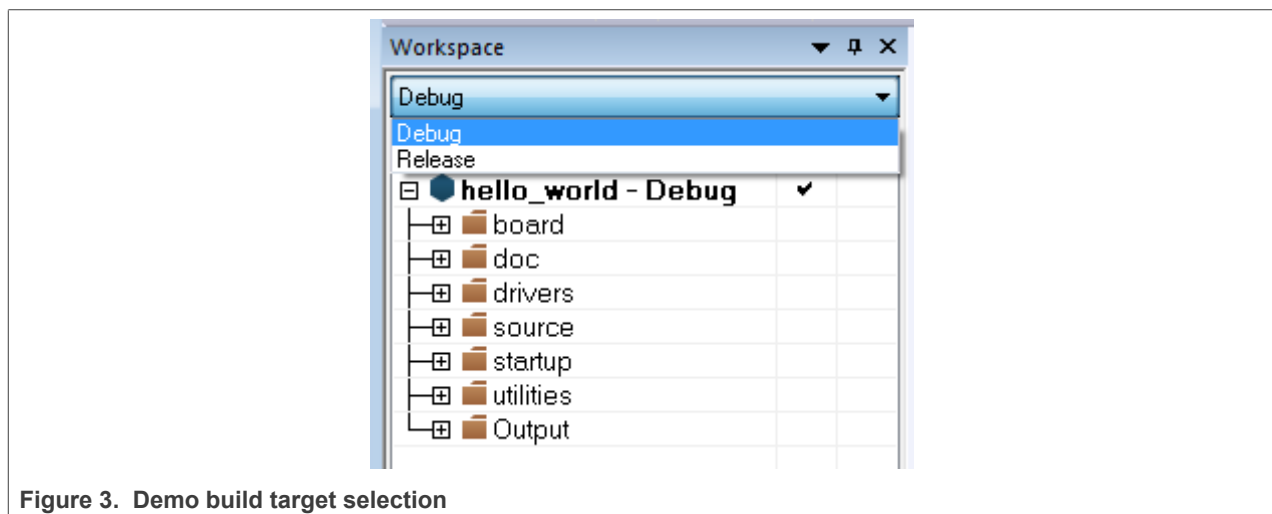 Workspace
Debug
Debug
Release
hello_world - Debug
board
doc
drivers
source
startup
utilities
Output
Figure 3. Demo build target selection